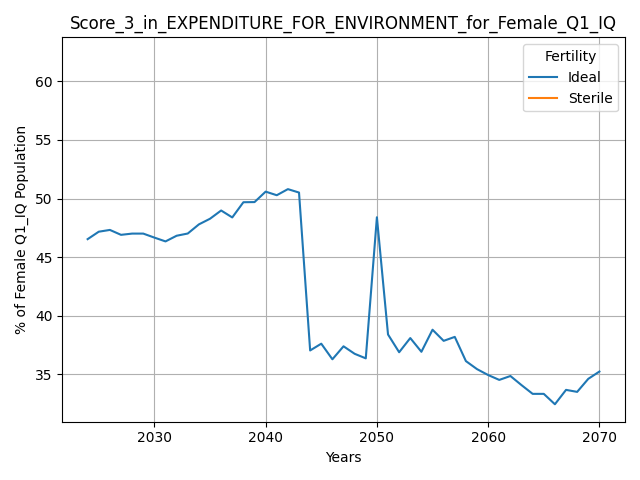 Score_3_in_EXPENDITURE_FOR_ENVIRONMENT_for_Female_Q1_IQ
Fertility
Ideal
Sterile
% of Female Q1_IQ Population
60
55
50
45
40
35
2030 2040 2050 2060 2070
Years